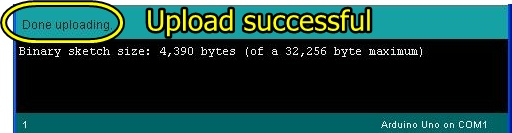 Done uploading. Upload successful
Binary sketch size: 4,390 bytes (of a 32,256 byte maximum)
1 Arduino Uno on COM1